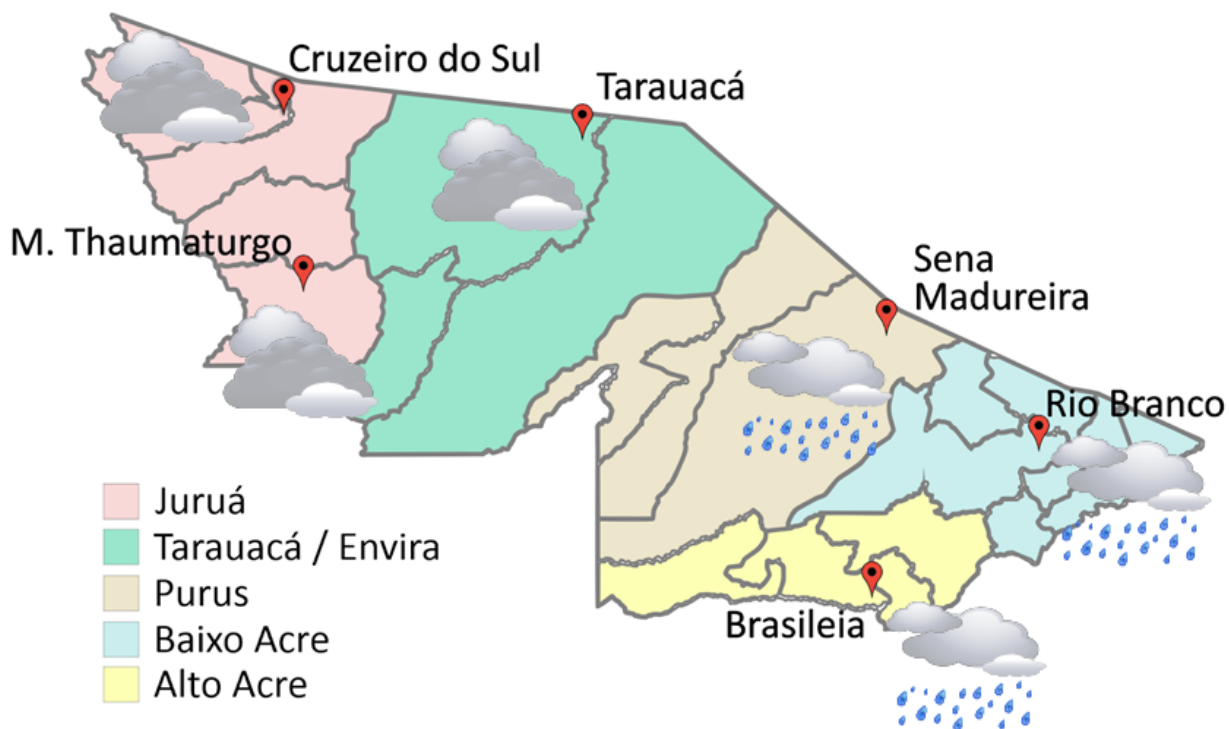 Cruzeiro do Sul
Tarauacá
M. Thaumaturgo
Sena
Madureira
Rio Branco
Brasileia
Juruá
Tarauacá / Envira
Purus
Baixo Acre
Alto Acre